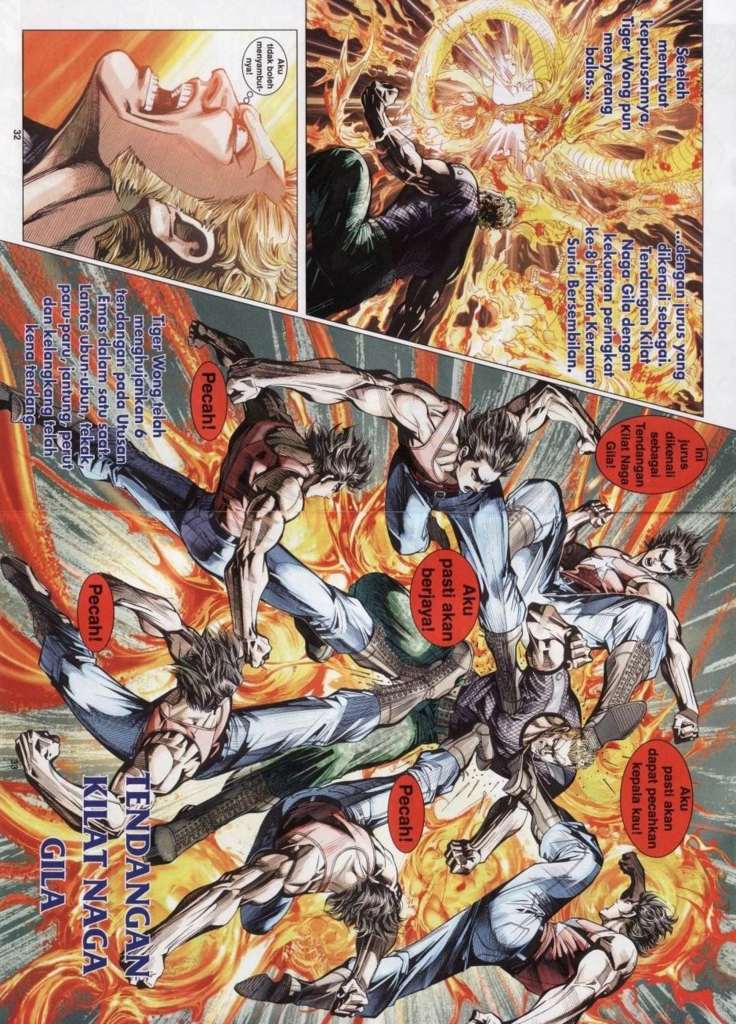 Setelah
membuat
keputusannya,
Tiger Wong pun
menyerang
balas...
...dengan jurus yang
dikenali sebagai
Tendangan Kilat
Naga Gila dengan
kekuatan peringkat
ke-8 Hikmat Keramat
Suria Bersembilan.
Aku
tidak boleh
menyambut-
nya!
Ini
jurus
dikenali
sebagai
Tendangan
Kilat Naga
Gila!
Aku
pasti akan
dapat pecahkan
kepala kau!
Aku
pasti akan
berjaya!
Pecah!
Pecah!
Pecah!
Tiger Wong telah
menghujankan 6
tendangan pada Utusan
Emas dalam satu saat.
Lantas ubun-ubun, tekak,
paru-paru, jantung, perut
dan kelangkang telah
kena tendang.
TENDANGAN
KILAT NAGA
GILA
32